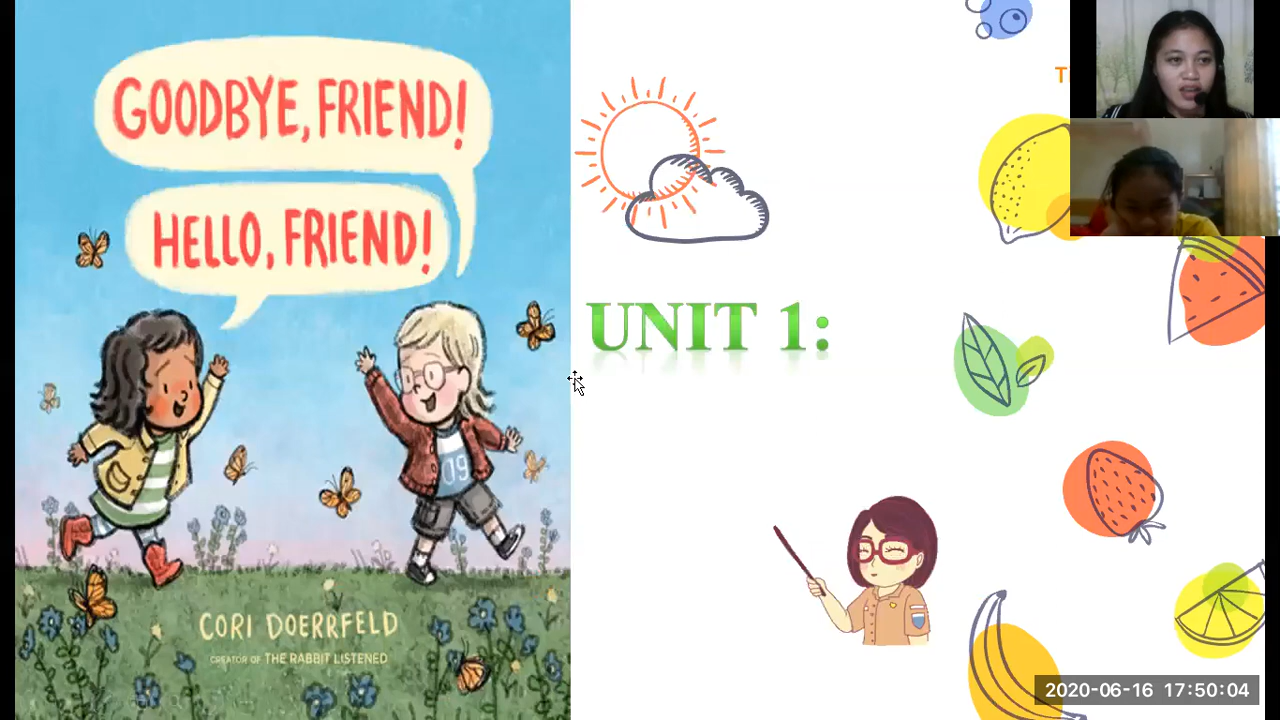 GOODBYE, FRIEND!
HELLO, FRIEND!
09
CORI DOERRFELD
CREATOR OF THE RABBIT LISTENED
UNIT 1:
2020-06-16 17:50:04